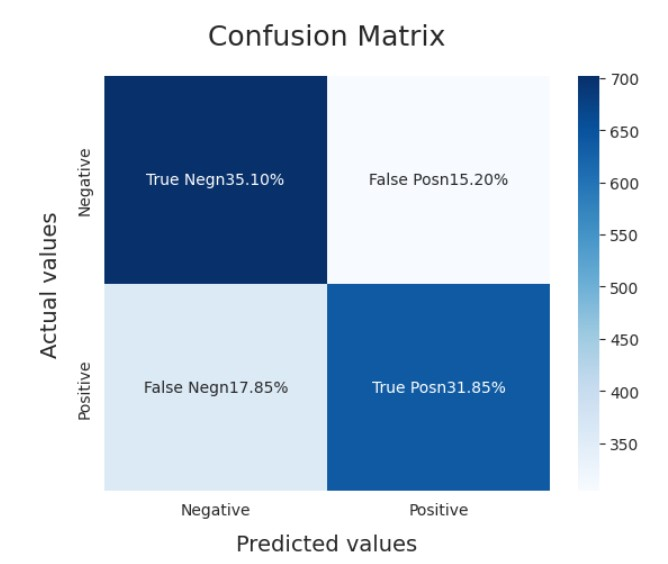 Confusion Matrix
True Negn35.10%
False Posn15.20%
False Negn17.85%
True Posn31.85%
Actual values
Negative
Positive
Negative
Positive
Predicted values
700
650
600
550
500
450
400
350